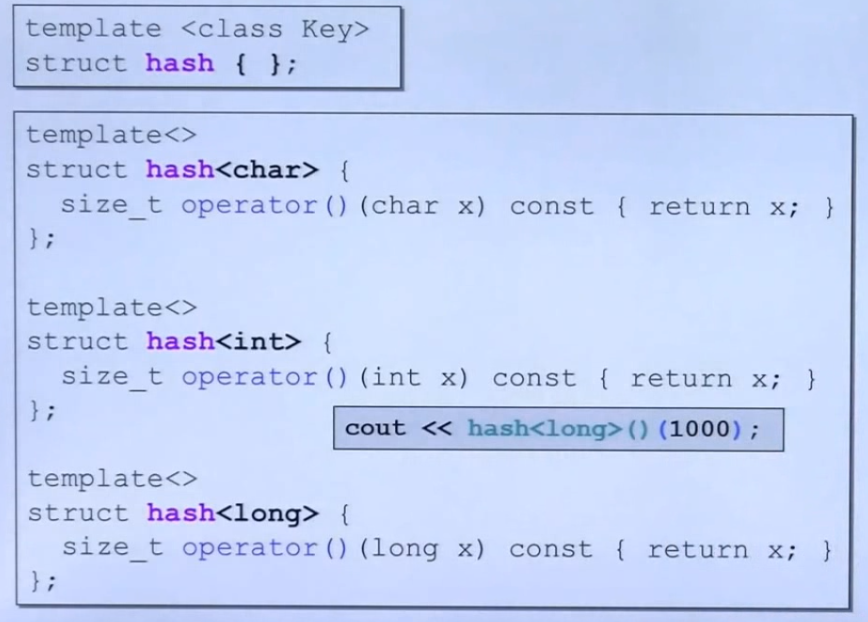 template <class Key>
struct hash { };
template<>
struct hash<char> {
  size_t operator()(char x) const { return x; }
};
template<>
struct hash<int> {
  size_t operator()(int x) const { return x; }
};
cout << hash<long>()(1000);
template<>
struct hash<long> {
  size_t operator()(long x) const { return x; }
};